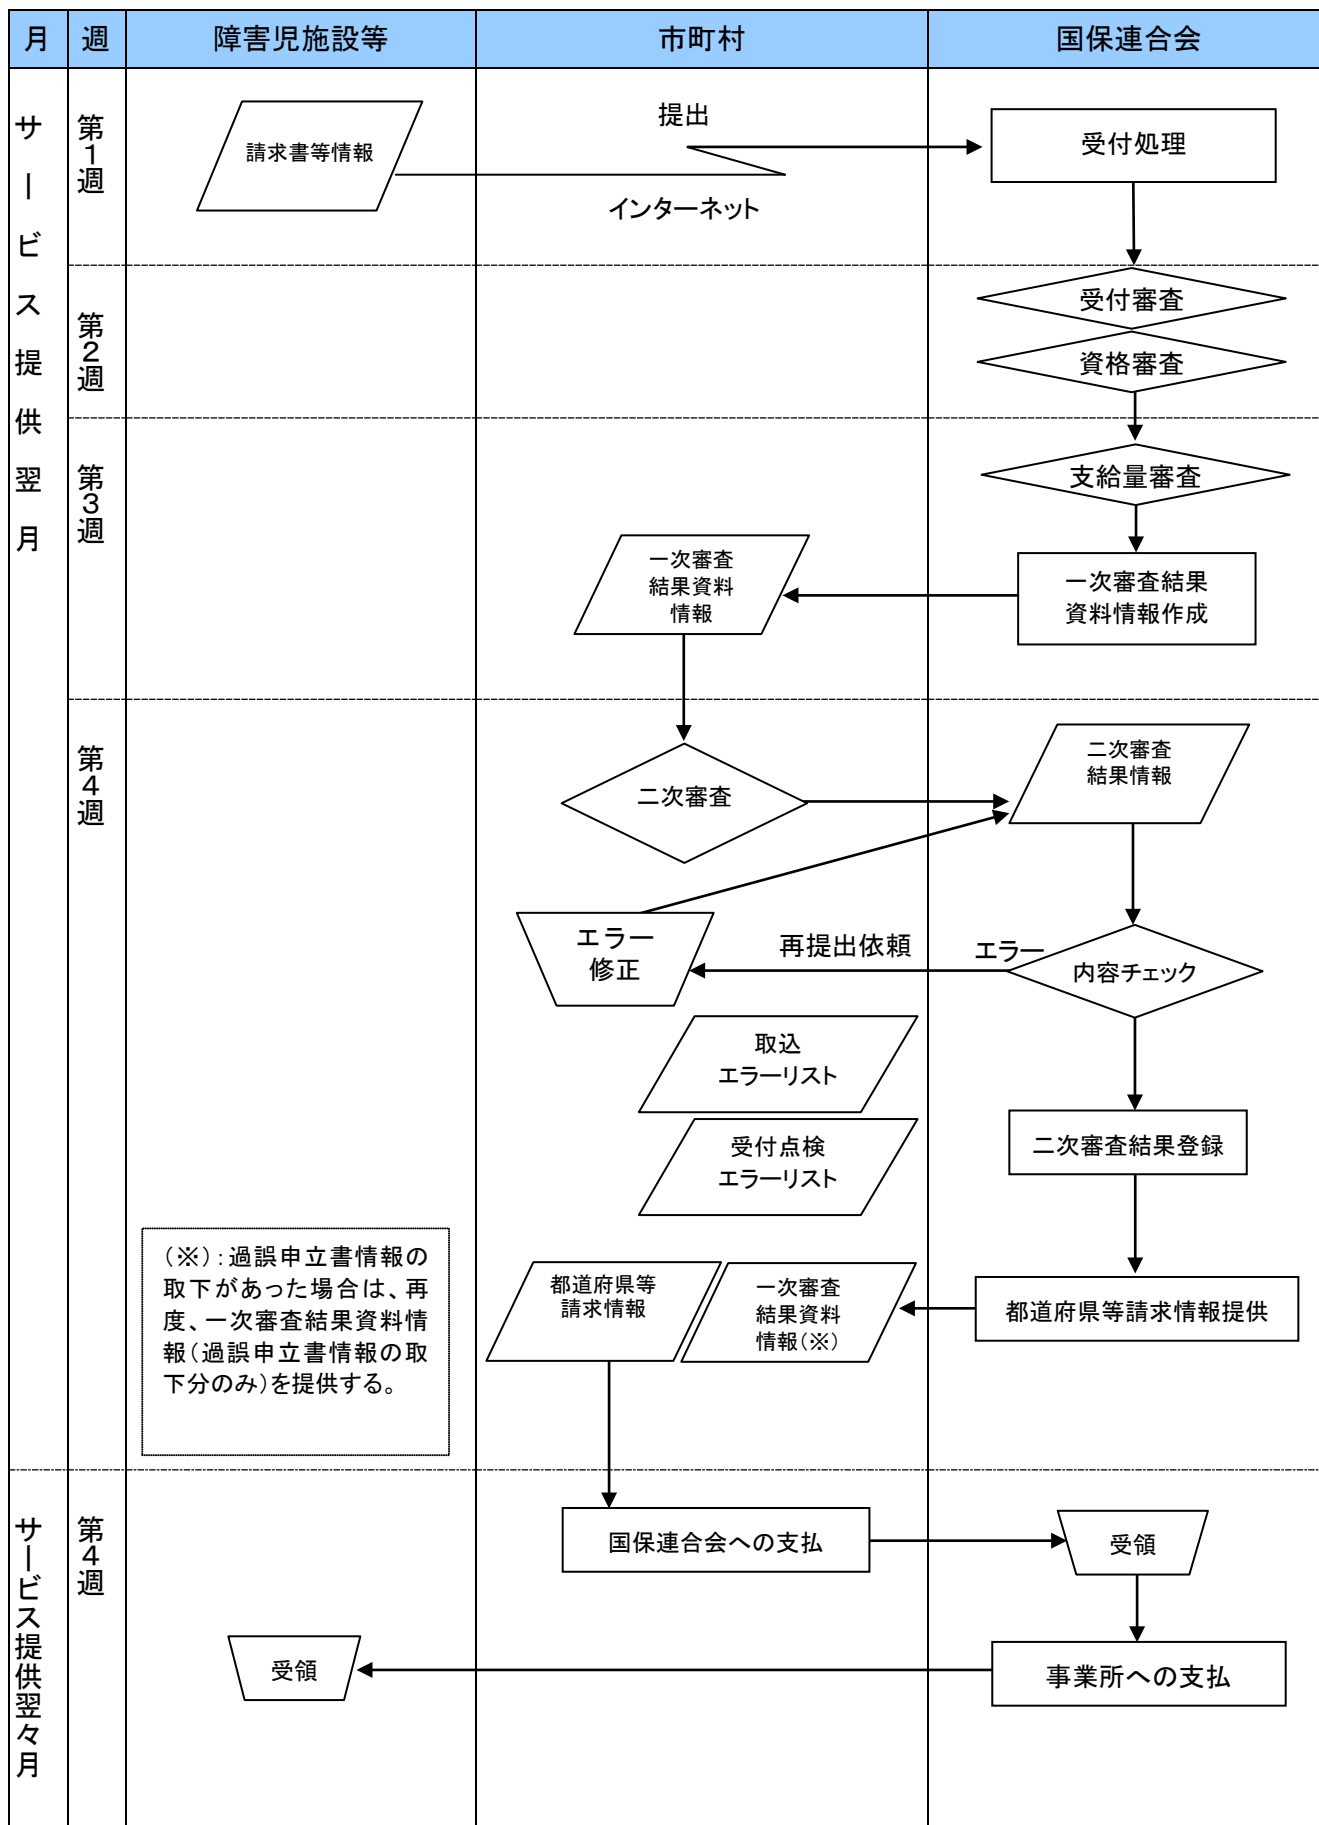 月 週 障害児施設等 市町村 国保連合会
サービス提供翌月
第1週
請求書等情報
提出
インターネット
受付処理
第2週
受付審査
資格審査
第3週
支給量審査
一次審査
結果資料
情報
一次審査結果
資料情報作成
第4週
二次審査
二次審査
結果情報
エラー
修正
再提出依頼
エラー
内容チェック
取込
エラーリスト
受付点検
エラーリスト
二次審査結果登録
(※):過誤申立書情報の
取下があった場合は、再
度、一次審査結果資料情
報(過誤申立書情報の取
下分のみ)を提供する。
都道府県等
請求情報
一次審査
結果資料
情報(※)
都道府県等請求情報提供
サービス提供翌々月
第4週
国保連合会への支払
受領
受領
事業所への支払